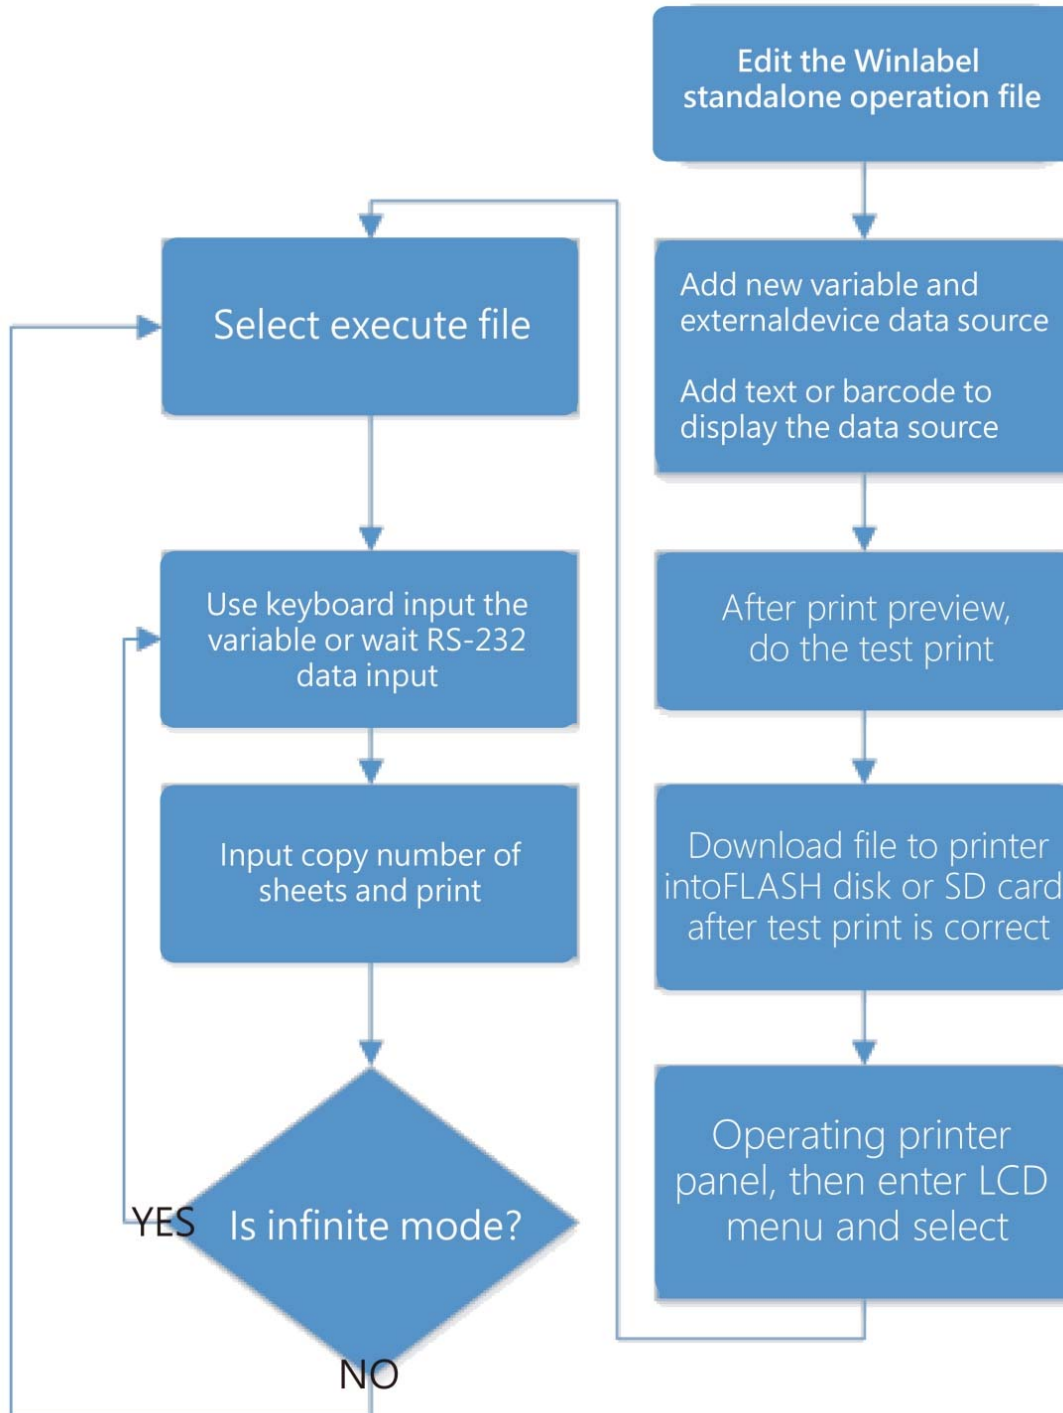 Edit the Winlabel
standalone operation file
Add new variable and
externaldevice data source
Add text or barcode to
display the data source
After print preview,
do the test print
Download file to printer
intoFLASH disk or SD card
after test print is correct
Operating printer
panel, then enter LCD
menu and select
Select execute file
Use keyboard input the
variable or wait RS-232
data input
Input copy number of
sheets and print
Is infinite mode?
YES
NO